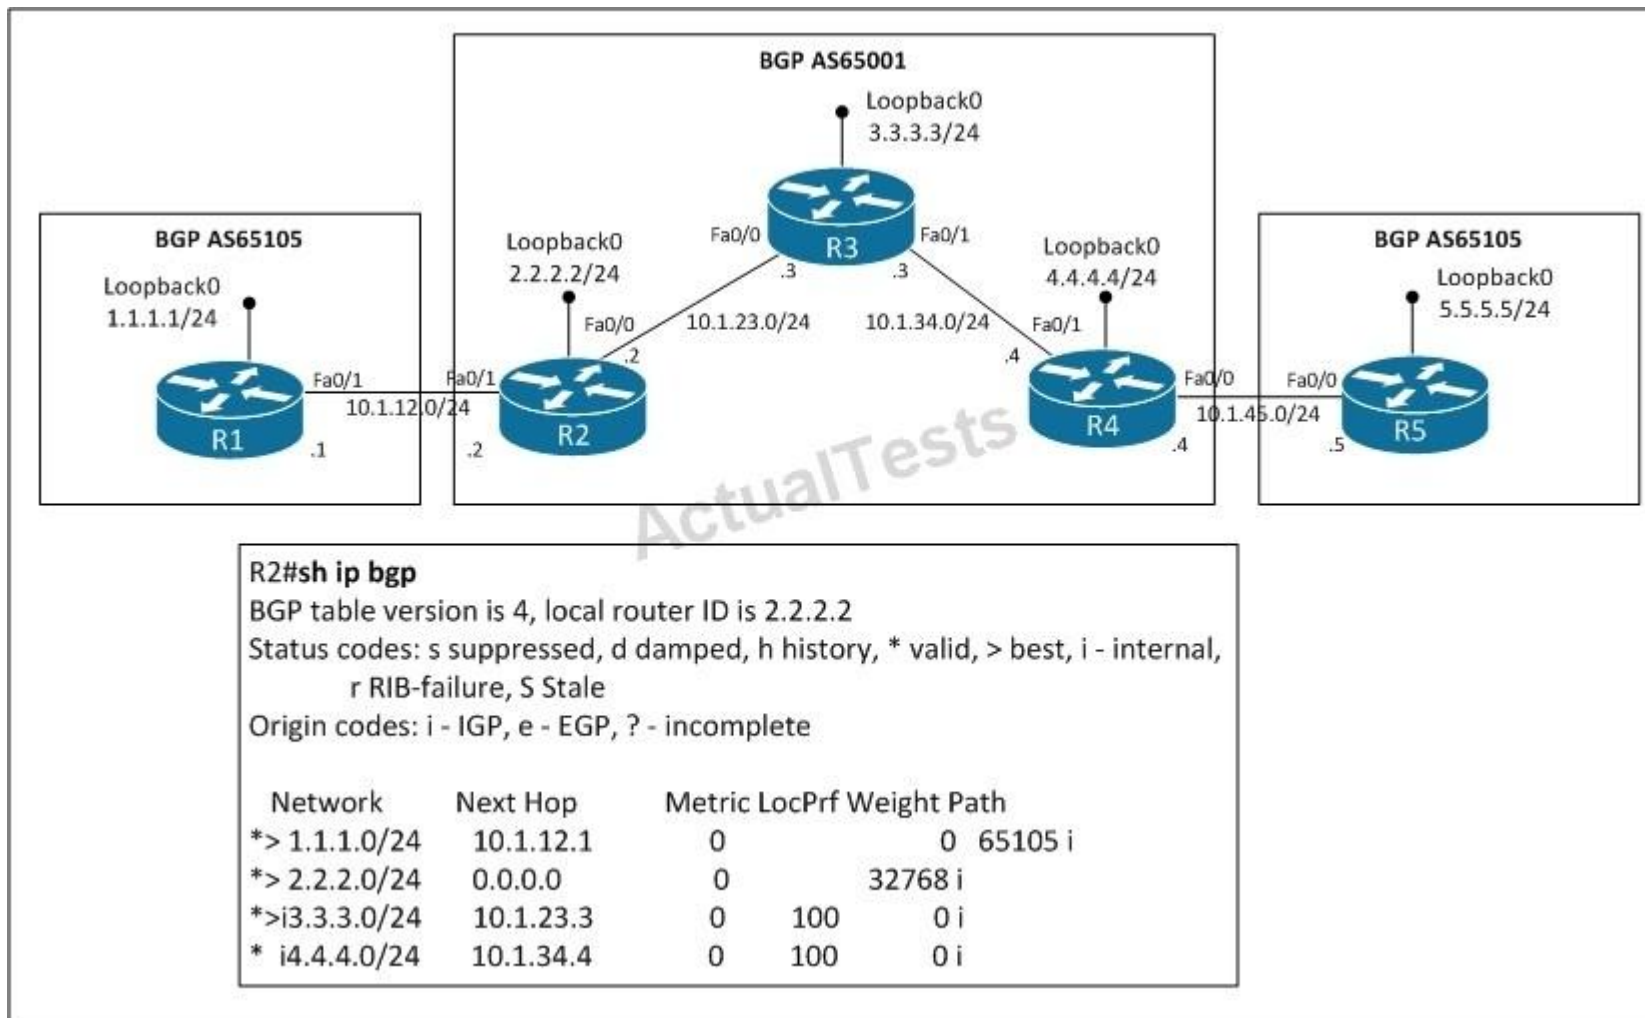 BGP AS65001
Loopback0
3.3.3.3/24
R3
Fa0/0
Fa0/1
.3
.3
BGP AS65105
Loopback0
1.1.1.1/24
R1
Fa0/1
.1
10.1.12.0/24
Loopback0
2.2.2.2/24
Fa0/0
.2
Fa0/1
R2
.2
10.1.23.0/24
10.1.34.0/24
Loopback0
4.4.4.4/24
Fa0/1
.4
R4
Fa0/0
.4
10.1.45.0/24
BGP AS65105
Loopback0
5.5.5.5/24
Fa0/0
R5
.5
ActualTests
R2#sh ip bgp
BGP table version is 4, local router ID is 2.2.2.2
Status codes: s suppressed, d damped, h history, * valid, > best, i - internal,
r RIB-failure, S Stale
Origin codes: i - IGP, e - EGP, ? - incomplete
Network Next Hop Metric LocPrf Weight Path
*> 1.1.1.0/24 10.1.12.1 0 0 65105 i
*> 2.2.2.0/24 0.0.0.0 0 32768 i
*>i3.3.3.0/24 10.1.23.3 0 100 0 i
* i4.4.4.0/24 10.1.34.4 0 100 0 i